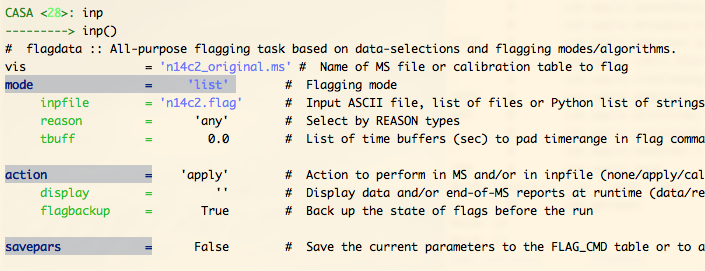 CASA <28>: inp
---------> inp()
# flagdata :: All-purpose flagging task based on data-selections and flagging modes/algorithms.
vis = 'n14c2_original.ms' # Name of MS file or calibration table to flag
mode = 'list' # Flagging mode
inpfile = 'n14c2.flag' # Input ASCII file, list of files or Python list of strings
reason = 'any' # Select by REASON types
tbuff = 0.0 # List of time buffers (sec) to pad timerange in flag comma
action = 'apply' # Action to perform in MS and/or in inpfile (none/apply/cal
display = '' # Display data and/or end-of-MS reports at runtime (data/re
flagbackup = True # Back up the state of flags before the run
savepars = False # Save the current parameters to the FLAG_CMD table or to a